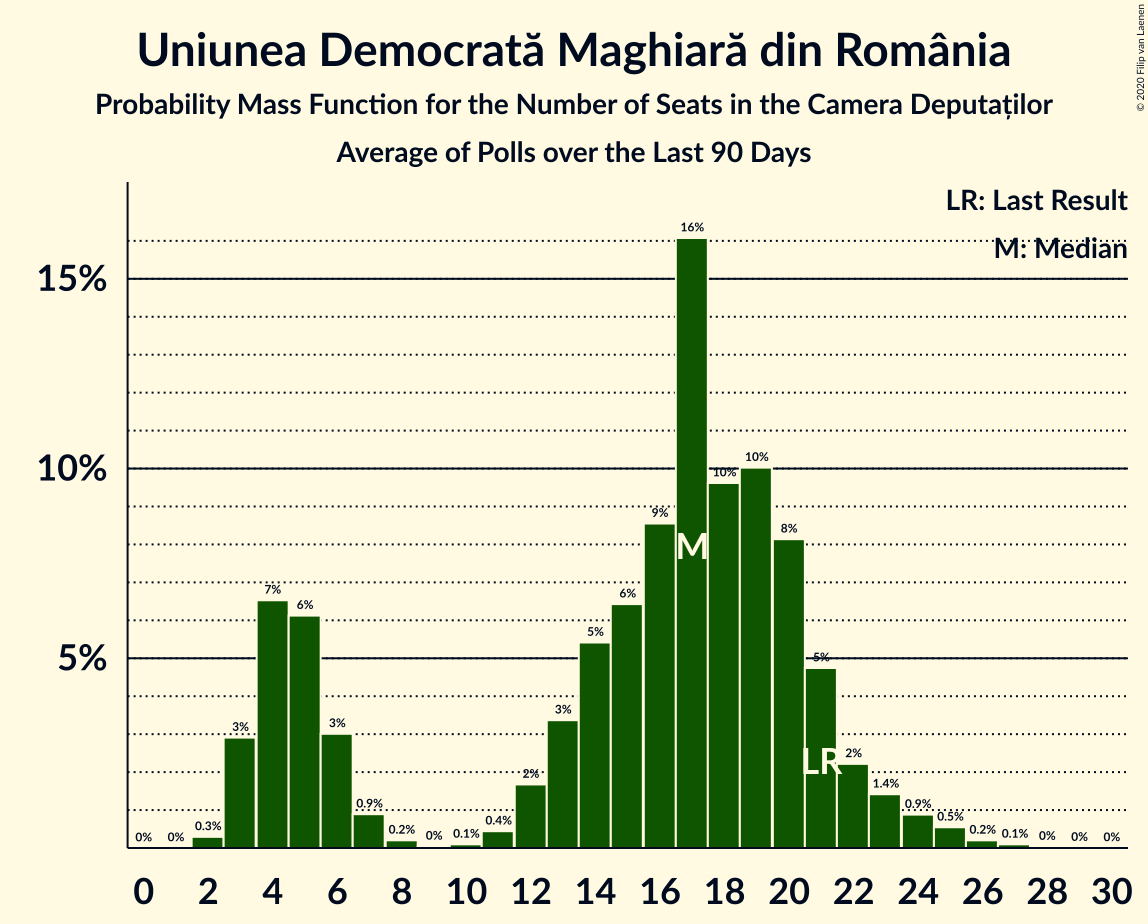 Uniunea Democrată Maghiară din România
Probability Mass Function for the Number of Seats in the Camera Deputaților
Average of Polls over the Last 90 Days
© 2020 Filip van Laenen
LR: Last Result
M: Median
15%
10%
5%
0% 0% 0.3% 3% 7% 6% 3% 0.9% 0.2% 0% 0.1% 0.4% 2% 3% 5% 6% 9% 16% 10% 10% 8% 5% 2% 1.4% 0.9% 0.5% 0.2% 0.1% 0% 0% 0%
M
LR
0 2 4 6 8 10 12 14 16 18 20 22 24 26 28 30